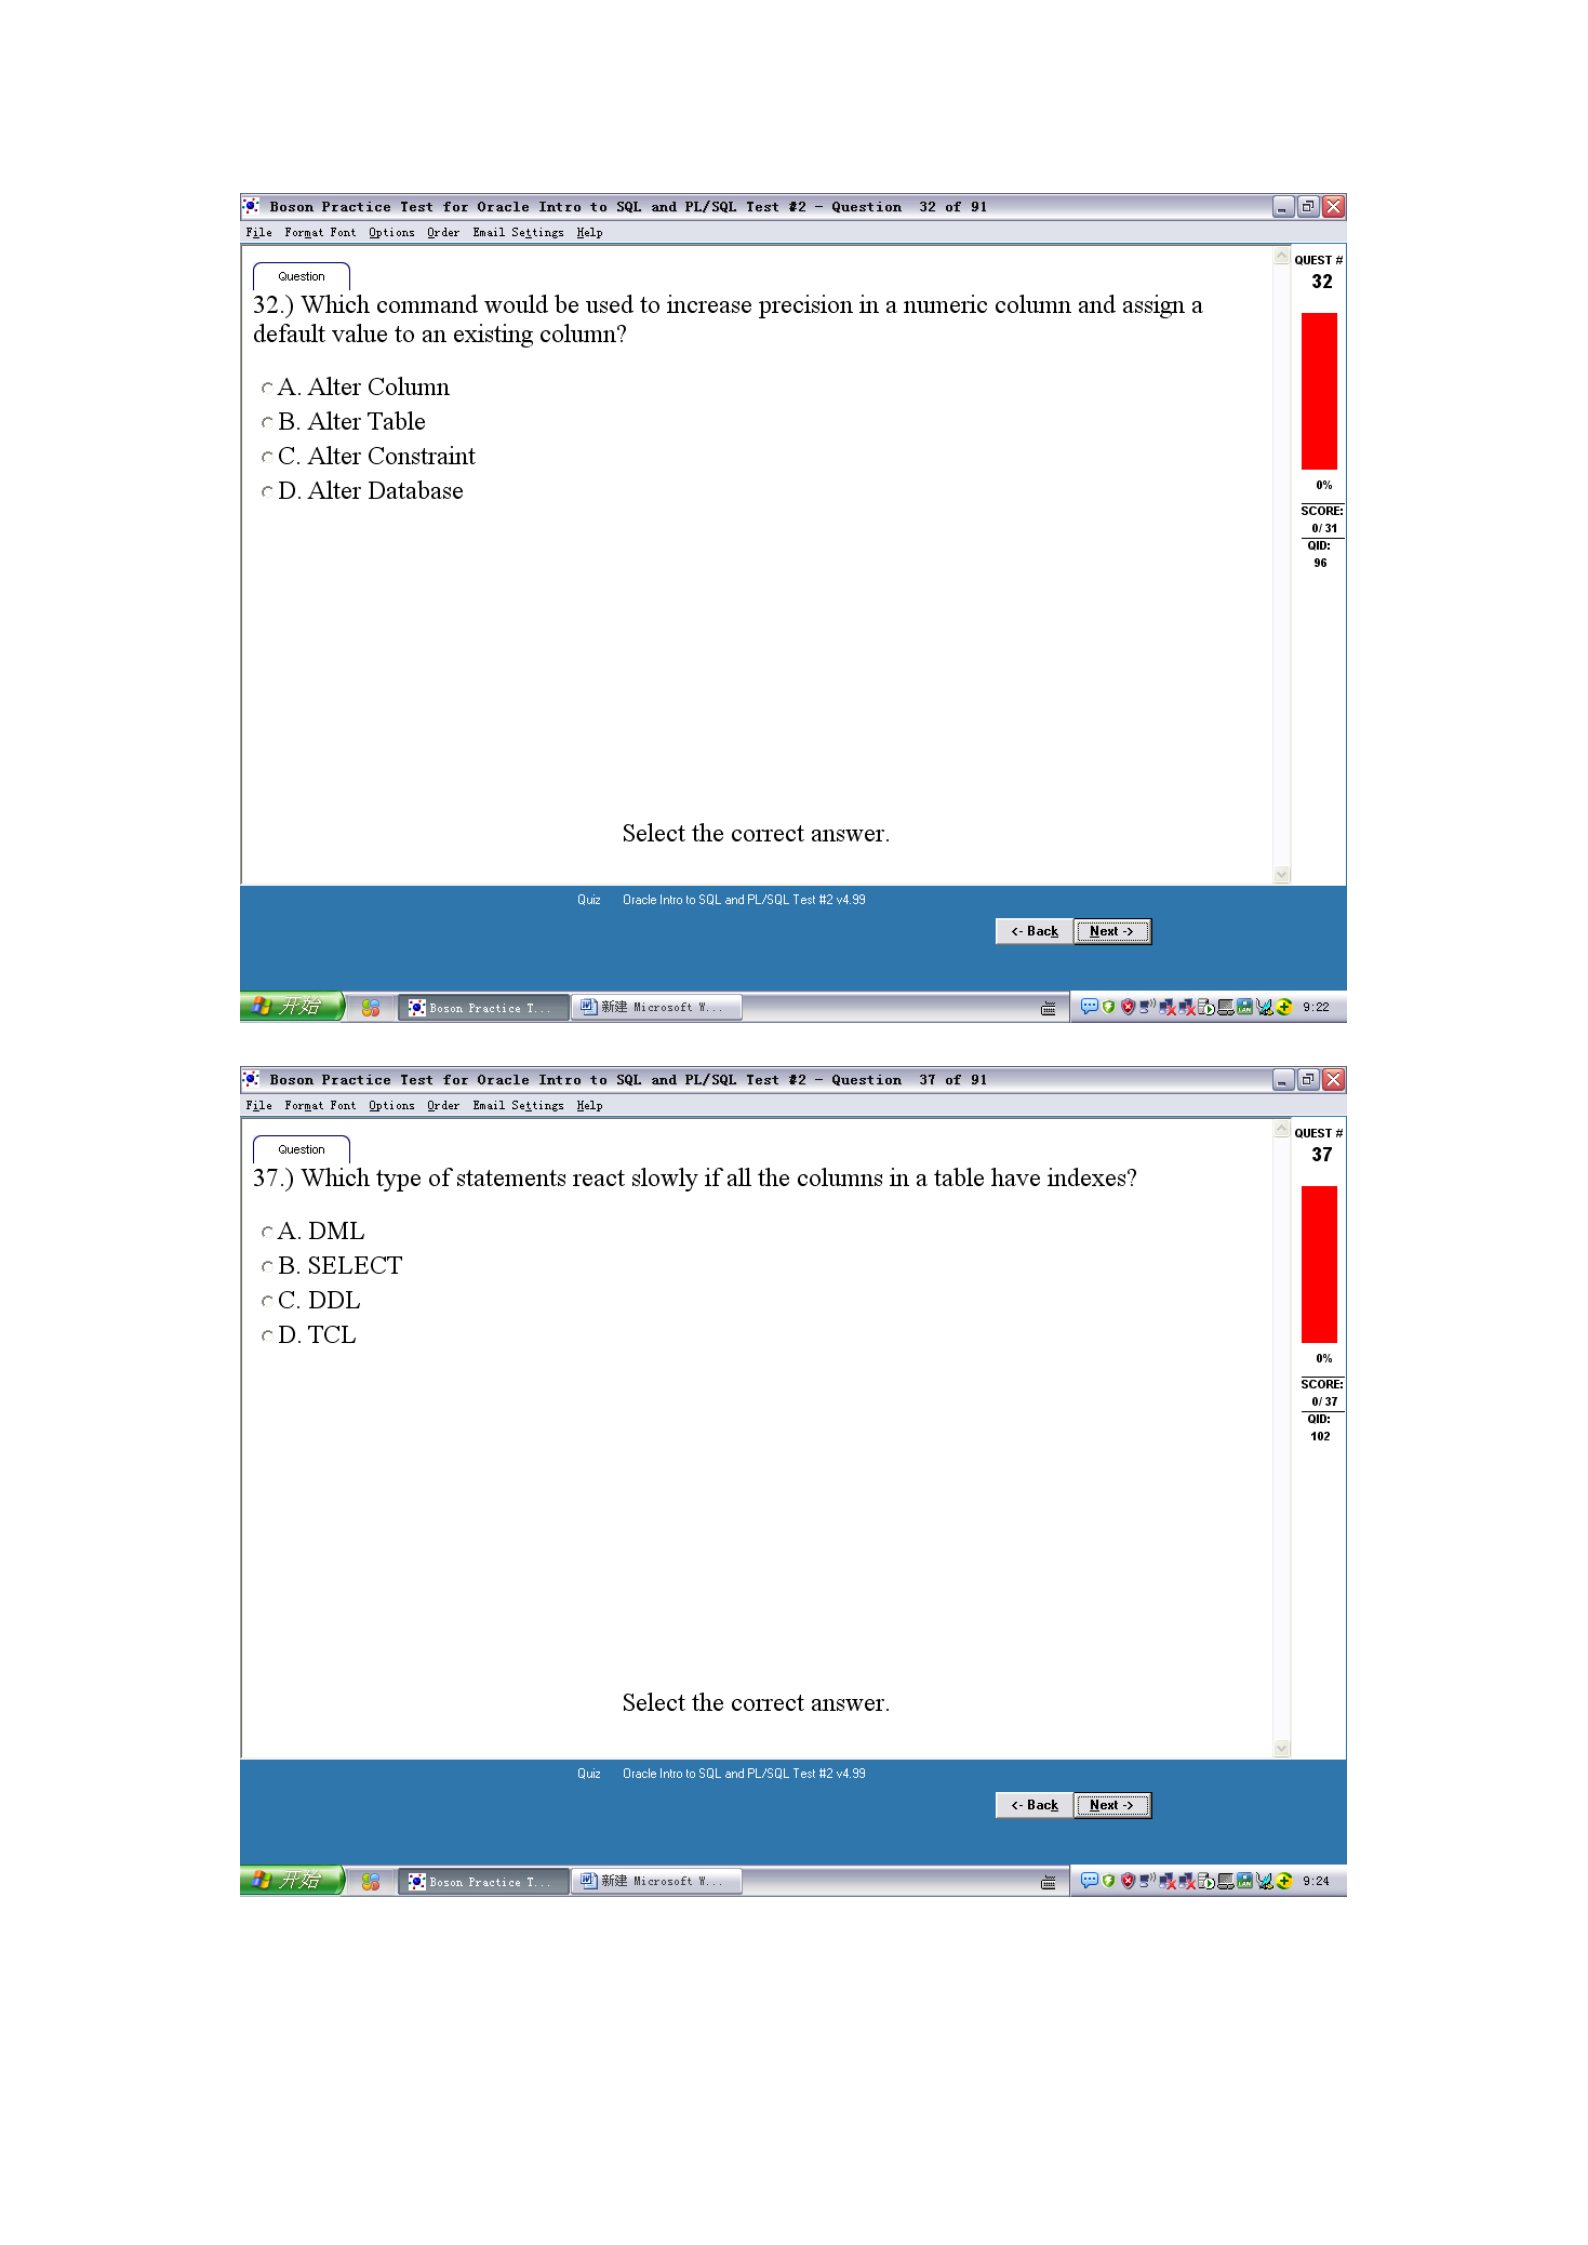 Boson Practice Test for Oracle Intro to SQL and PL/SQL Test #2 - Question 32 of 91
File Format Font Options Order Email Settings Help
Question
QUEST #
32
32.) Which command would be used to increase precision in a numeric column and assign a
default value to an existing column?
A. Alter Column
B. Alter Table
C. Alter Constraint
D. Alter Database
0%
SCORE:
0/31
QID:
96
Select the correct answer.
Quiz Oracle Intro to SQL and PL/SQL Test #2 v4.99
<- Back Next ->
开始 Boson Practice T... 新建 Microsoft W... 9:22
Boson Practice Test for Oracle Intro to SQL and PL/SQL Test #2 - Question 37 of 91
File Format Font Options Order Email Settings Help
Question
QUEST #
37
37.) Which type of statements react slowly if all the columns in a table have indexes?
A. DML
B. SELECT
C. DDL
D. TCL
0%
SCORE:
0/37
QID:
102
Select the correct answer.
Quiz Oracle Intro to SQL and PL/SQL Test #2 v4.99
<- Back Next ->
开始 Boson Practice T... 新建 Microsoft W... 9:24